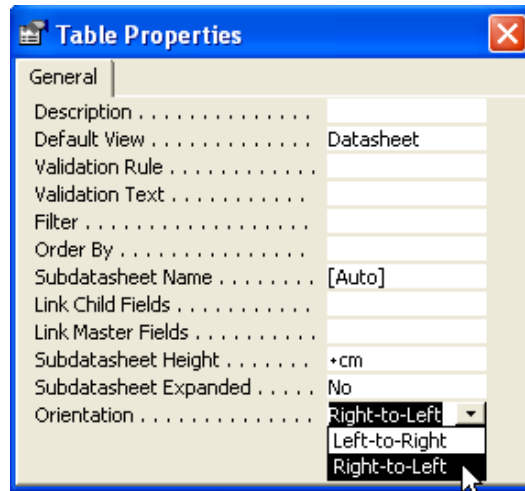 Table Properties
General
Description . . . . . . . . . . . . . .
Default View . . . . . . . . . . . . . Datasheet
Validation Rule . . . . . . . . . . . .
Validation Text . . . . . . . . . . .
Filter . . . . . . . . . . . . . . . . . . .
Order By . . . . . . . . . . . . . . .
Subdatasheet Name . . . . . . . . [Auto]
Link Child Fields . . . . . . . . . . .
Link Master Fields . . . . . . . . . .
Subdatasheet Height . . . . . . . ٠cm
Subdatasheet Expanded . . . . . No
Orientation . . . . . . . . . . . . . . Right-to-Left
Left-to-Right
Right-to-Left